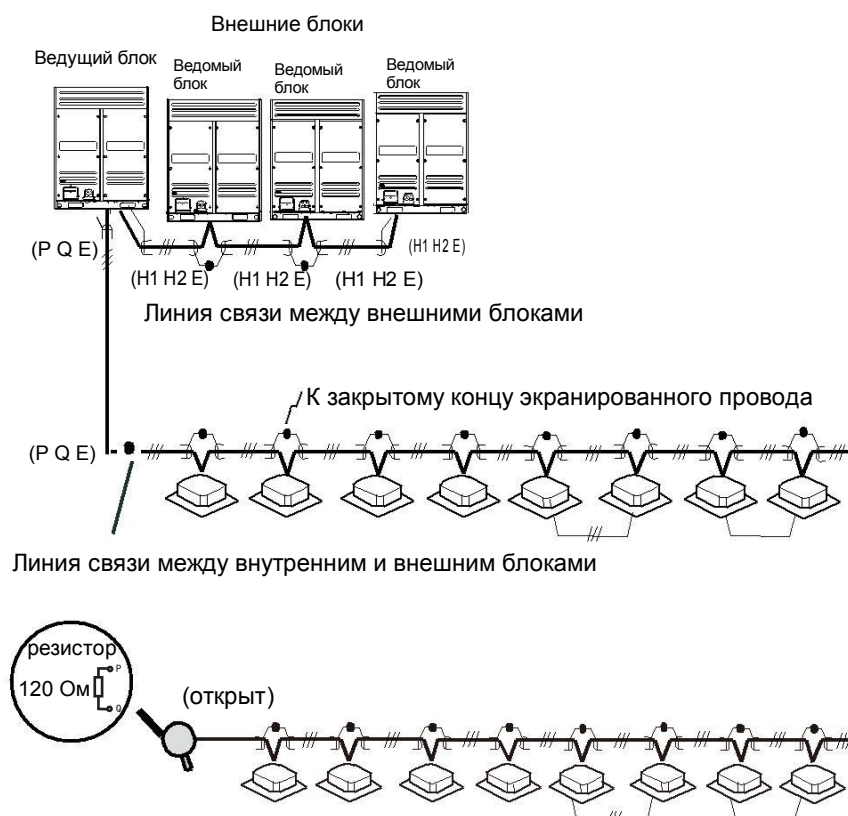 Внешние блоки
Ведущий блок
Ведомый
блок
Ведомый
блок
Ведомый
блок
(P Q E)
(H1 H2 E)
(H1 H2 E)
(H1 H2 E)
(H1 H2 E)
Линия связи между внешними блоками
К закрытому концу экранированного провода
(P Q E)
Линия связи между внутренним и внешним блоками
резистор
P
120 Ом
Q
(открыт)